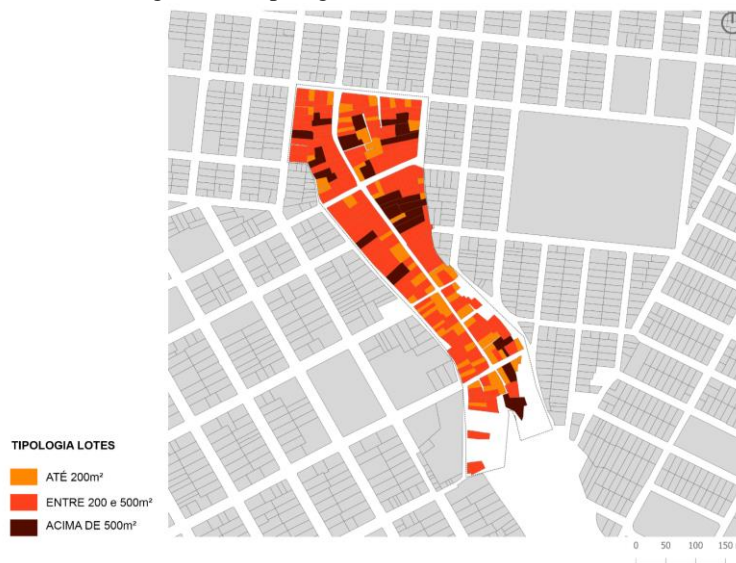 TIPOLOGIA LOTES
ATÉ 200m²
ENTRE 200 e 500m²
ACIMA DE 500m²
0 50 100 150